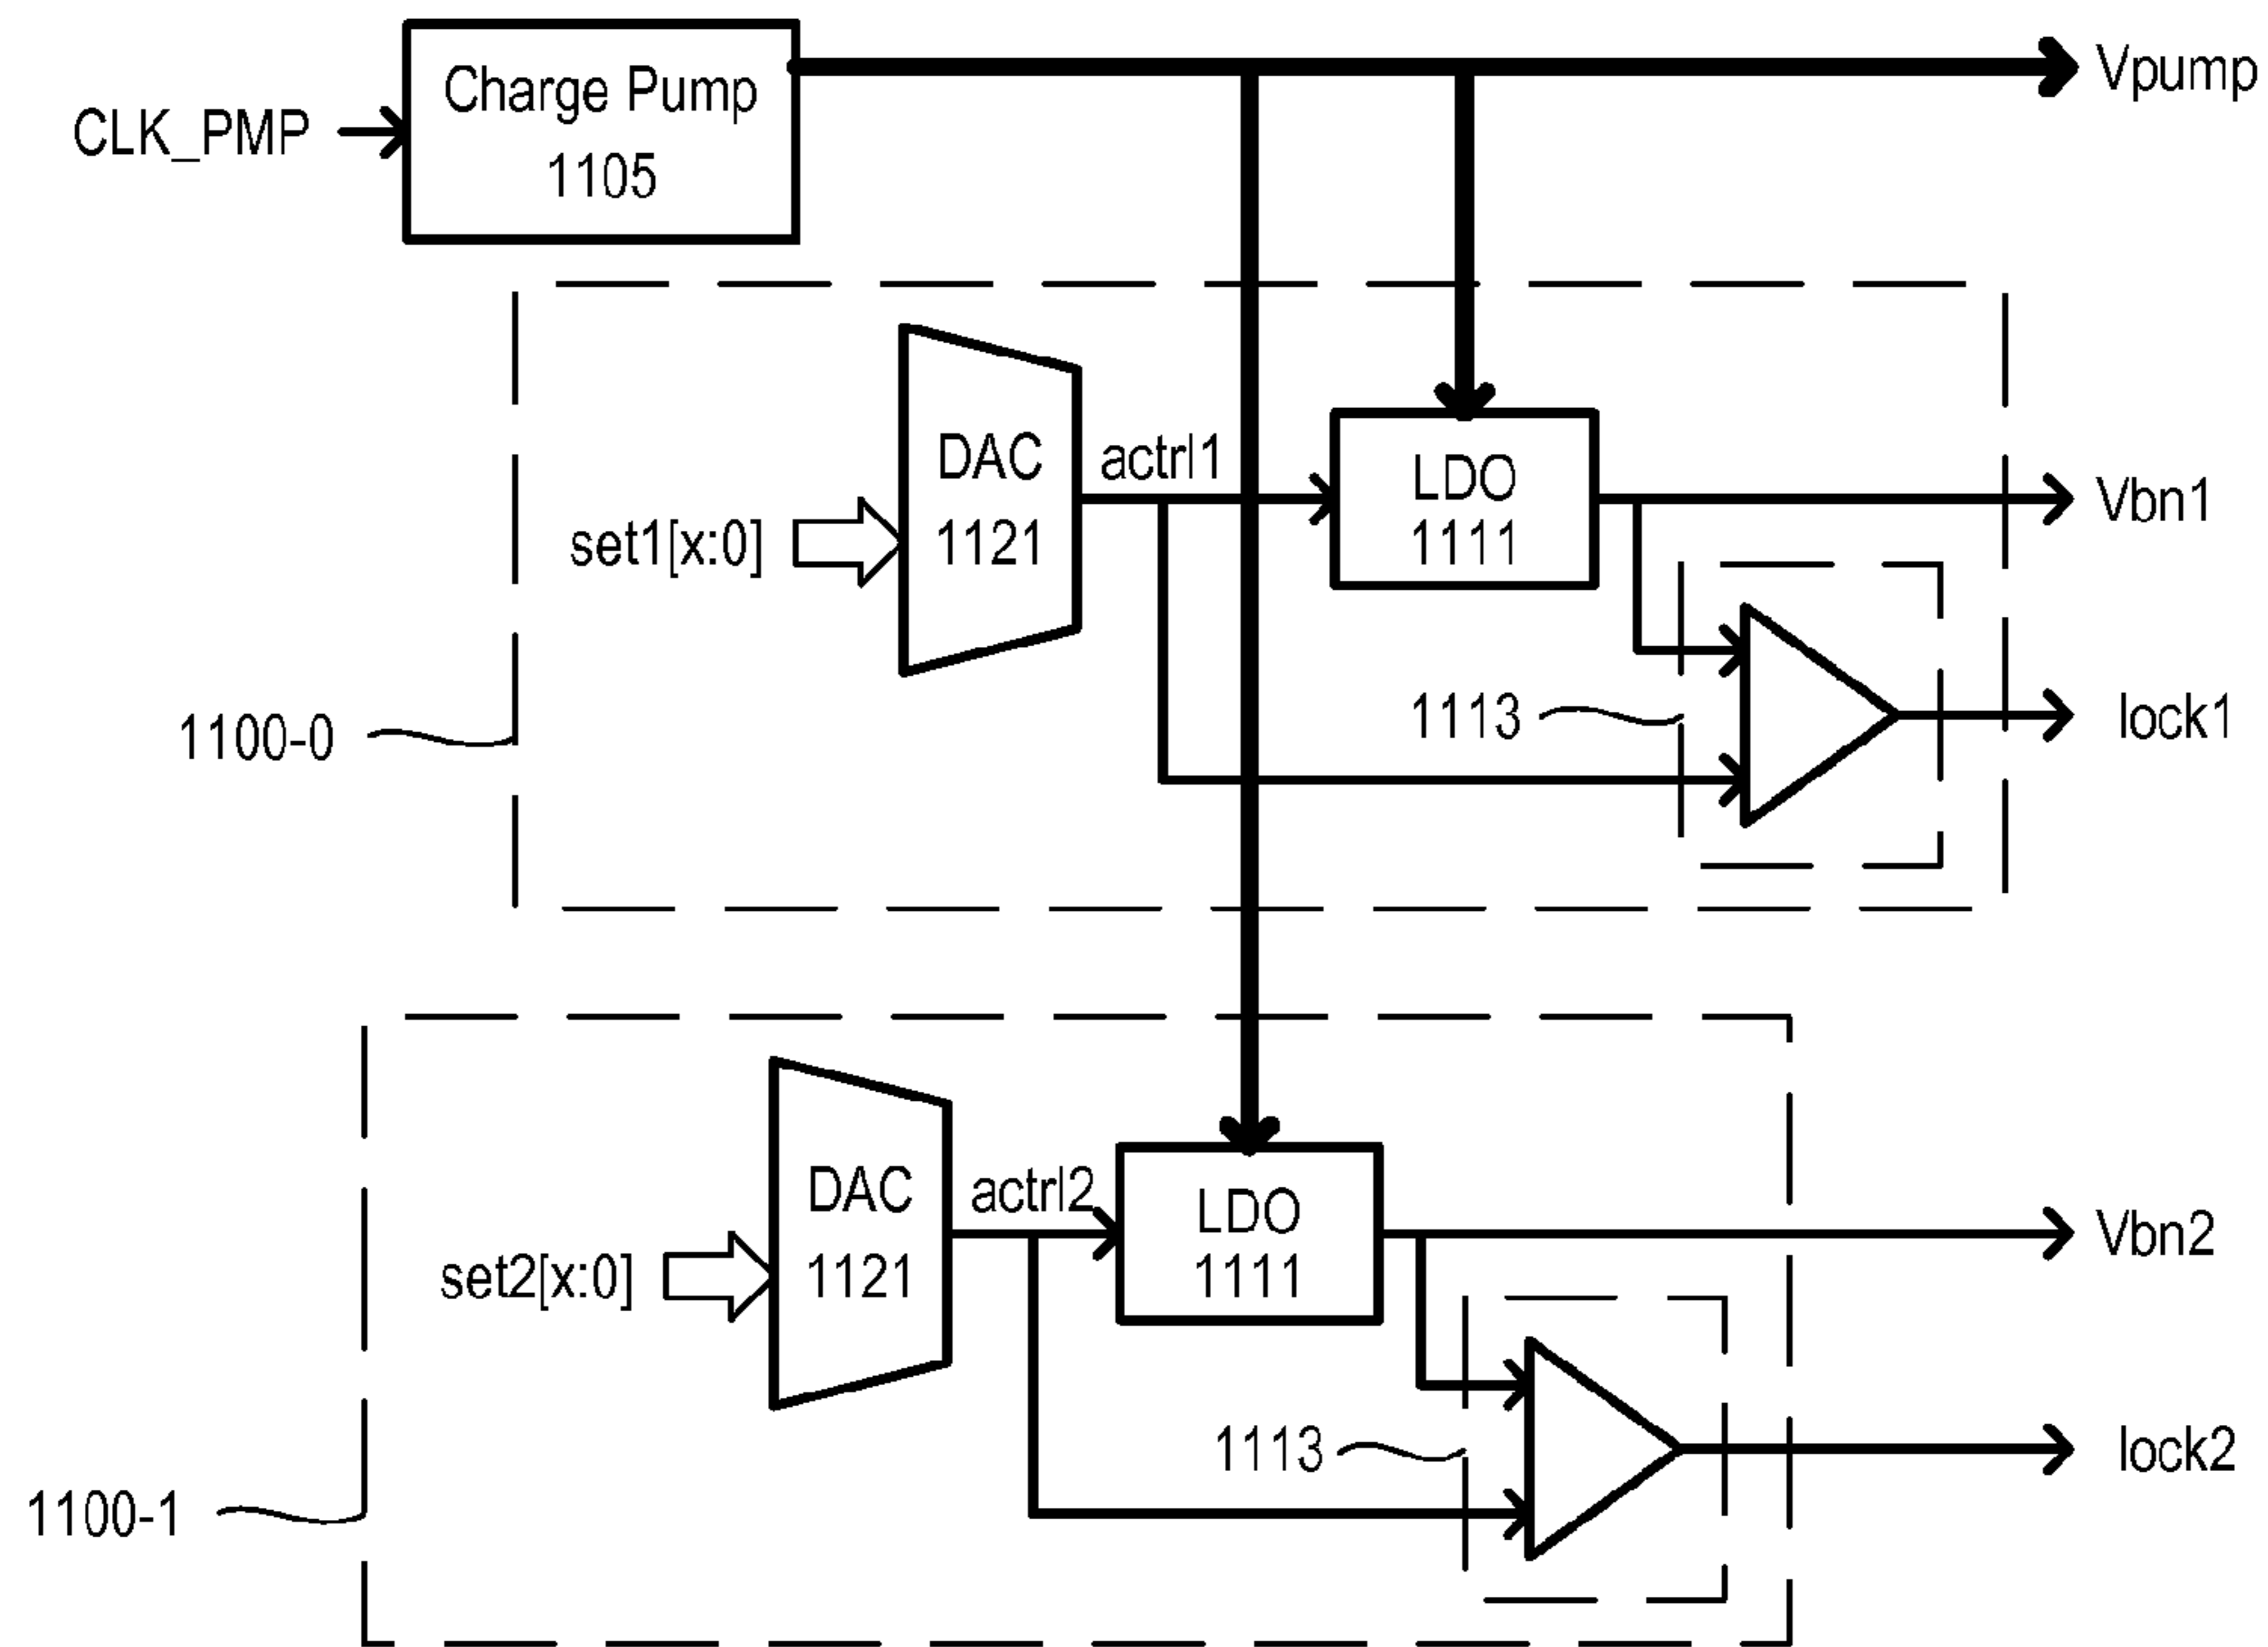 Vpump
Charge Pump
1105
CLK_PMP
DAC
1121
actrl1
LDO
1111
Vbn1
set1[x:0]
1113
lock1
1100-0
DAC
1121
actrl2
LDO
1111
Vbn2
set2[x:0]
1113
lock2
1100-1